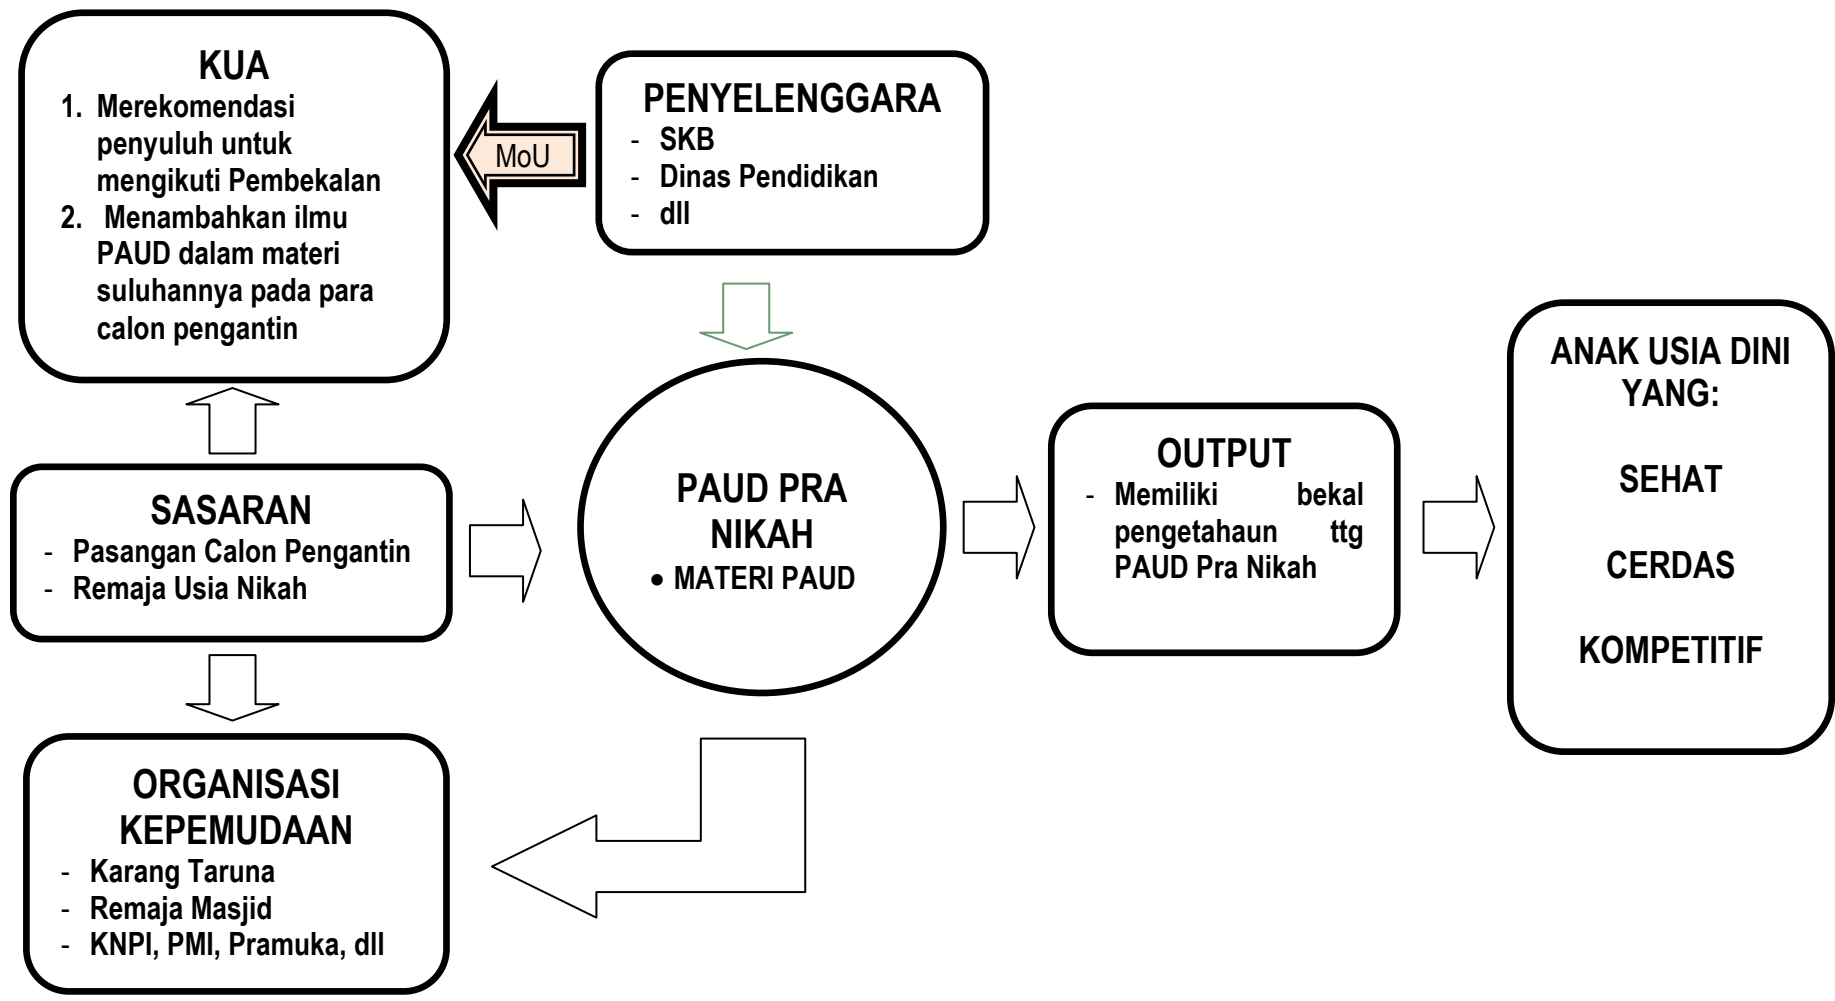 KUA
1. Merekomendasi
penyuluh untuk
mengikuti Pembekalan
2. Menambahkan ilmu
PAUD dalam materi
suluhannya pada para
calon pengantin
MoU
PENYELENGGARA
- SKB
- Dinas Pendidikan
- dll
SASARAN
- Pasangan Calon Pengantin
- Remaja Usia Nikah
PAUD PRA
NIKAH
• MATERI PAUD
OUTPUT
- Memiliki bekal
pengetahaun ttg
PAUD Pra Nikah
ANAK USIA DINI
YANG:
SEHAT
CERDAS
KOMPETITIF
ORGANISASI
KEPEMUDAAN
- Karang Taruna
- Remaja Masjid
- KNPI, PMI, Pramuka, dll